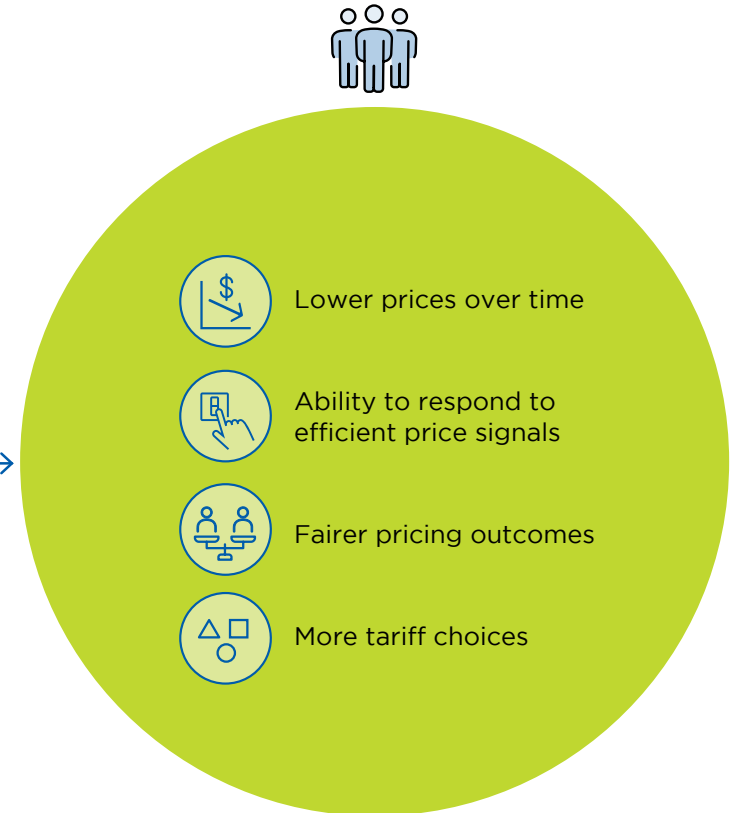 $
Lower prices over time
Ability to respond to
efficient price signals
Fairer pricing outcomes
More tariff choices